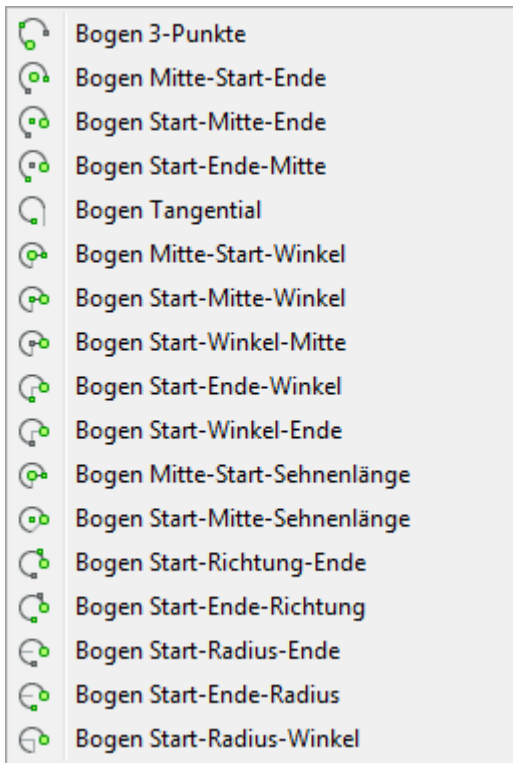 Bogen 3-Punkte
Bogen Mitte-Start-Ende
Bogen Start-Mitte-Ende
Bogen Start-Ende-Mitte
Bogen Tangential
Bogen Mitte-Start-Winkel
Bogen Start-Mitte-Winkel
Bogen Start-Winkel-Mitte
Bogen Start-Ende-Winkel
Bogen Start-Winkel-Ende
Bogen Mitte-Start-Sehnenlänge
Bogen Start-Mitte-Sehnenlänge
Bogen Start-Richtung-Ende
Bogen Start-Ende-Richtung
Bogen Start-Radius-Ende
Bogen Start-Ende-Radius
Bogen Start-Radius-Winkel